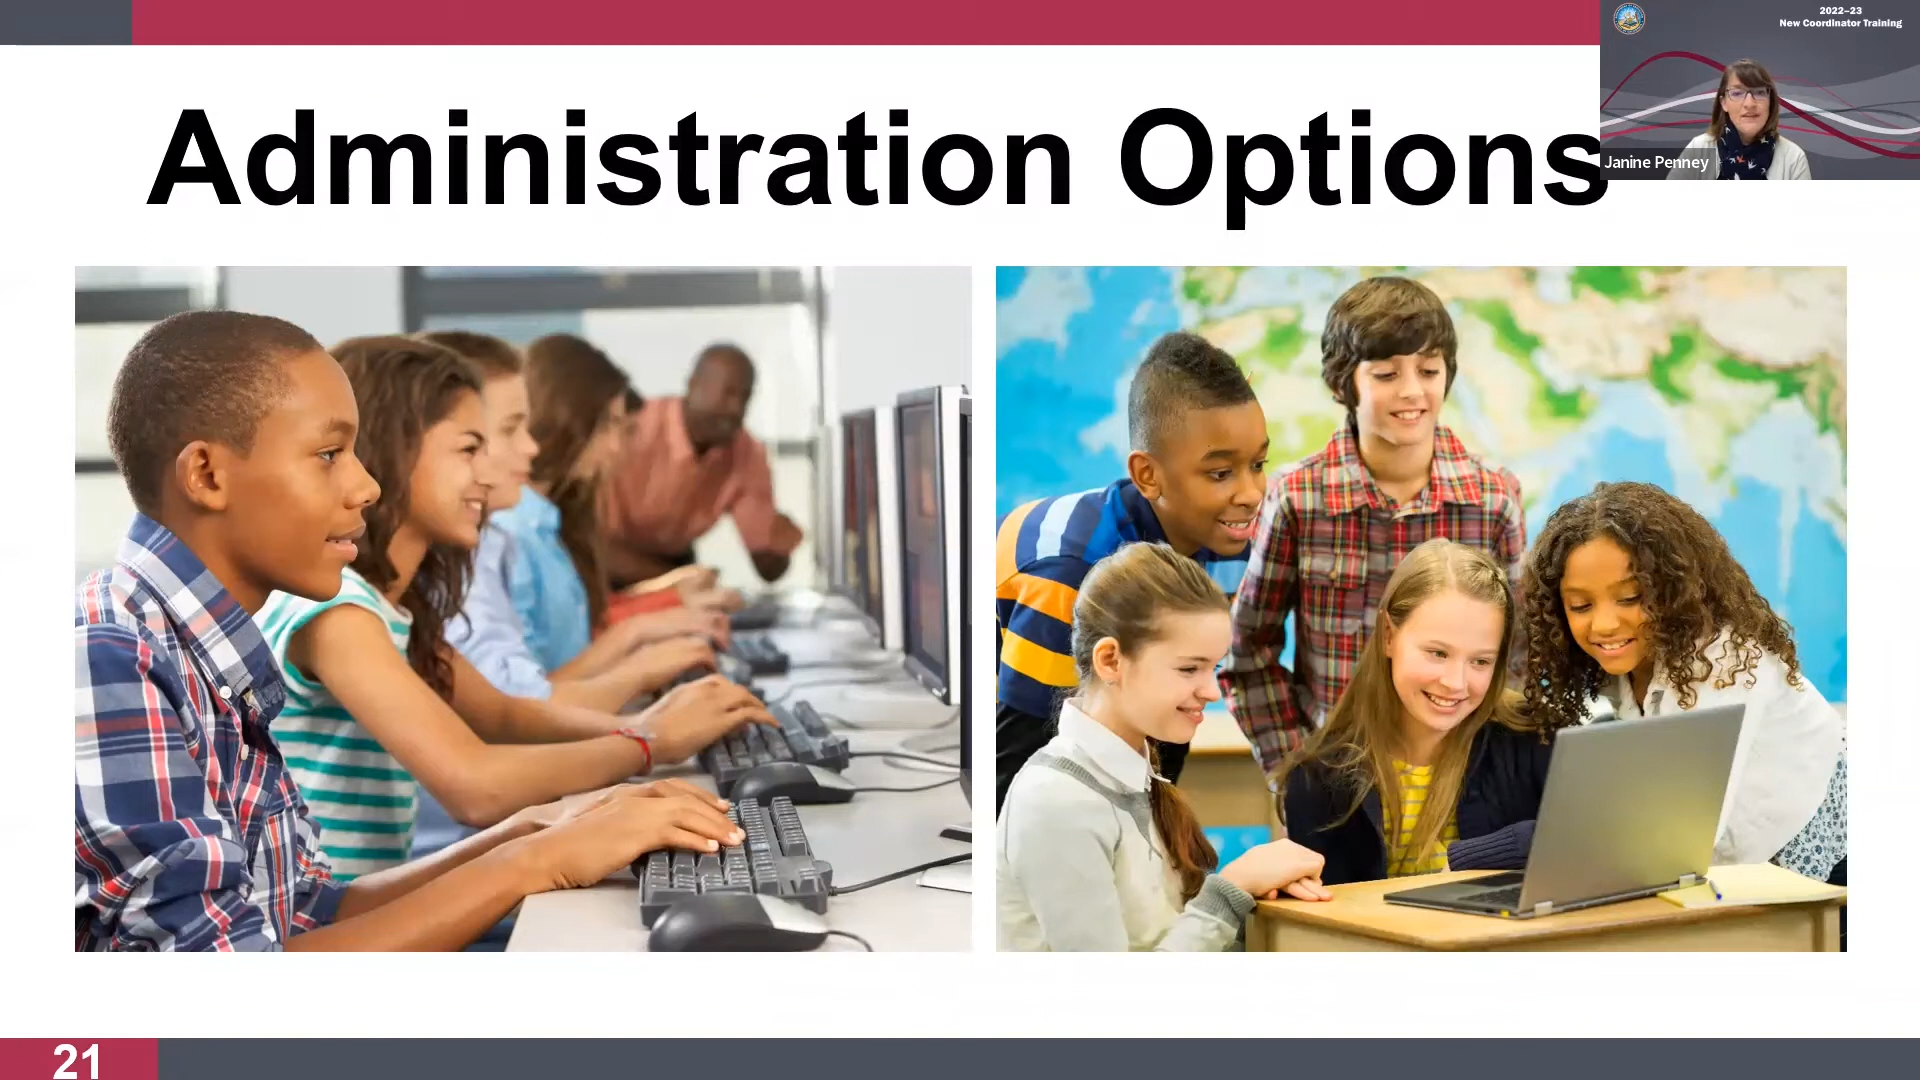 2022–23
New Coordinator Training
Administration Options
Janine Penney
21